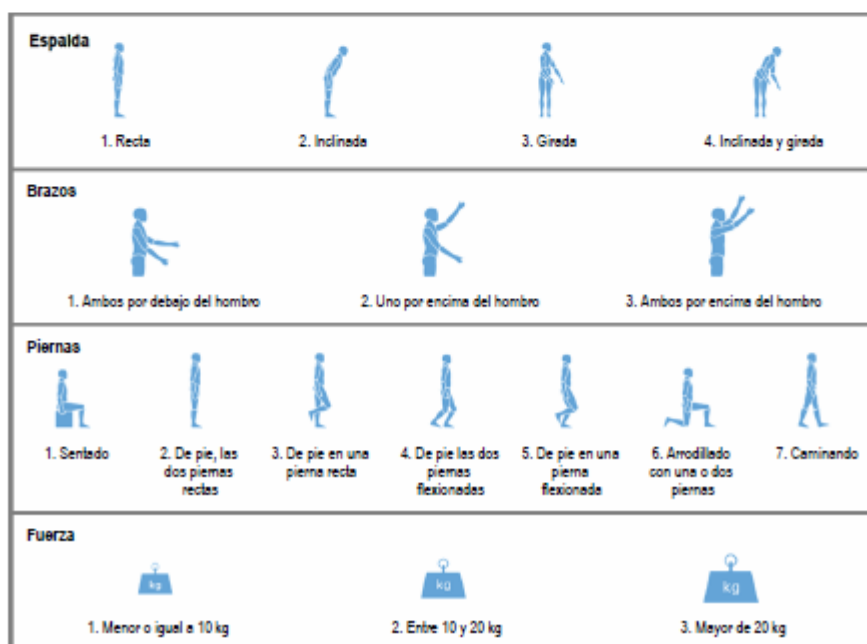 Espalda
1. Recta
2. Inclinada
3. Girada
4. Inclinada y girada
Brazos
1. Ambos por debajo del hombro
2. Uno por encima del hombro
3. Ambos por encima del hombro
Piernas
1. Sentado
2. De pie, las
dos piernas
rectas
3. De pie en una
pierna recta
4. De pie las dos
piernas
flexionadas
5. De pie en una
pierna
flexionada
6. Arrodillado
con una o dos
piernas
7. Caminando
Fuerza
kg
kg
kg
1. Menor o igual a 10 kg
2. Entre 10 y 20 kg
3. Mayor de 20 kg